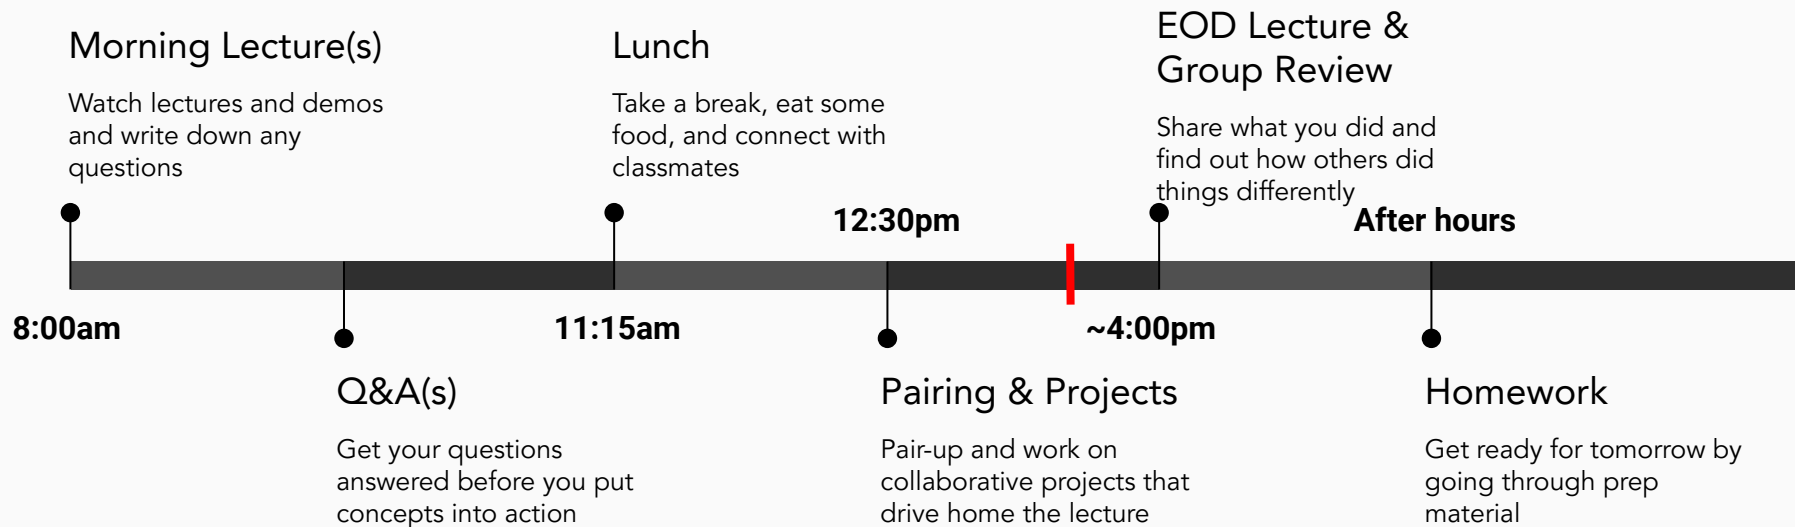 Morning Lecture(s)
Watch lectures and demos
and write down any
questions
Lunch
Take a break, eat some
food, and connect with
classmates
EOD Lecture &
Group Review
Share what you did and
find out how others did
things differently
12:30pm
After hours
8:00am
11:15am
~4:00pm
Q&A(s)
Get your questions
answered before you put
concepts into action
Pairing & Projects
Pair-up and work on
collaborative projects that
drive home the lecture
Homework
Get ready for tomorrow by
going through prep
material